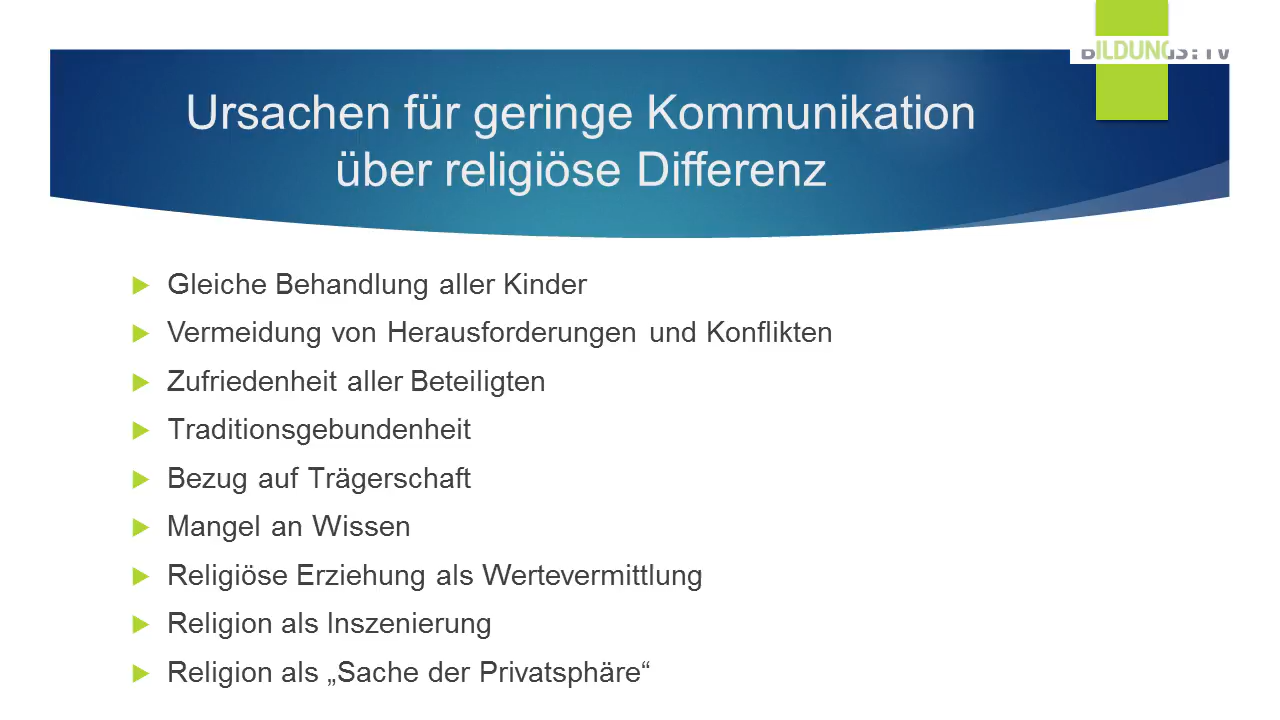 BILDUNGS:TV
Ursachen für geringe Kommunikation
über religiöse Differenz
Gleiche Behandlung aller Kinder
Vermeidung von Herausforderungen und Konflikten
Zufriedenheit aller Beteiligten
Traditionsgebundenheit
Bezug auf Trägerschaft
Mangel an Wissen
Religiöse Erziehung als Wertevermittlung
Religion als Inszenierung
Religion als „Sache der Privatsphäre“